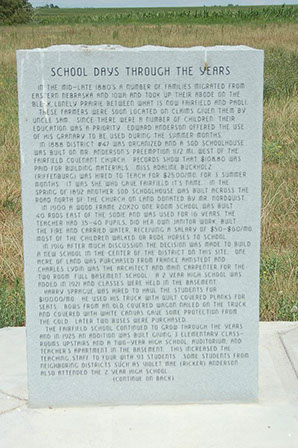 SCHOOL DAYS THROUGH THE YEARS
IN THE MID-LATE 1880'S A NUMBER OF FAMILIES MIGRATED FROM
EASTERN NEBRASKA AND IOWA AND TOOK UP THEIR ABODE ON THE
BLEAK LONELY PRAIRIE BETWEEN WHAT IS NOW FAIRFIELD AND PAOLI.
THESE FARMERS WERE SOON LOCATED ON CLAIMS GIVEN THEM BY
UNCLE SAM. SINCE THERE WERE A NUMBER OF CHILDREN, THEIR
EDUCATION WAS A PRIORITY. EDWARD ANDERSON OFFERED THE USE
OF HIS GRANARY TO BE USED DURING THE SUMMER MONTHS.
IN 1888 DISTRICT #47 WAS ORGANIZED AND A SOD SCHOOLHOUSE
WAS BUILT ON MR. ANDERSON'S PREEMPTION 1/2 MI. WEST OF THE
FAIRFIELD COVENANT CHURCH. RECORDS SHOW THAT $108.80 WAS
PAID FOR BUILDING MATERIALS. MISS ADALINE BUCKHOLZ
(RAFFENBURG) WAS HIRED TO TEACH FOR $25.00/MO. FOR 3 SUMMER
MONTHS. IT WAS SHE WHO GAVE FAIRFIELD IT'S NAME. IN THE
SPRING OF 1892 ANOTHER SOD SCHOOLHOUSE WAS BUILT ACROSS THE
ROAD NORTH OF THE CHURCH ON LAND DONATED BY MR. NORDQUIST.
IN 1900 A WOOD FRAME 20X20 ONE ROOM SCHOOL WAS BUILT
40 RODS EAST OF THE SODIE AND WAS USED FOR 16 YEARS. THE
TEACHER HAD 35-40 PUPILS, DID HER OWN JANITOR WORK, BUILT
THE FIRE AND CARRIED WATER, RECEIVING A SALARY OF $50-$60/MO.
MOST OF THE CHILDREN WALKED OR RODE HORSES TO SCHOOL.
IN 1916 AFTER MUCH DISCUSSION THE DECISION WAS MADE TO BUILD
A NEW SCHOOL IN THE CENTER OF THE DISTRICT ON THIS SITE. ONE
ACRE OF LAND WAS PURCHASED FROM FRANCE AMSTEDT AND
CHARLES LYDIN WAS THE ARCHITECT AND MAIN CARPENTER FOR THE
TWO ROOM FULL BASEMENT SCHOOL. A 2 YEAR HIGH SCHOOL WAS
ADDED IN 1921 AND CLASSES WERE HELD IN THE BASEMENT.
HARRY SPRAGUE WAS HIRED TO HAUL THE STUDENTS FOR
HE USED HIS TRUCK WITH QUILT COVERED PLANKS FOR
SEATS. BOWS FROM AN OLD COVERED WAGON PLACED ON THE TRUCK
AND COVERED WITH WHITE CANVAS GAVE SOME PROTECTION FROM
THE COLD. LATER TWO BUSES WERE PURCHASED.
THE FAIRFIELD SCHOOL CONTINUED TO GROW THROUGH THE YEARS
AND IN 1925 AN ADDITION WAS BUILT GIVING 3 ELEMENTARY CLASS-
ROOMS UPSTAIRS AND A TWO-YEAR HIGH SCHOOL, AUDITORIUM, AND
TEACHER'S APARTMENT IN THE BASEMENT. THIS INCREASED THE
TEACHING STAFF TO FOUR WITH STUDENTS. SOME STUDENTS FROM
NEIGHBORING DISTRICTS SUCH AS VIOLET MAE (RICKER) ANDERSON
ALSO ATTENDED THE 2 YEAR HIGH SCHOOL.
(CONTINUE ON BACK)